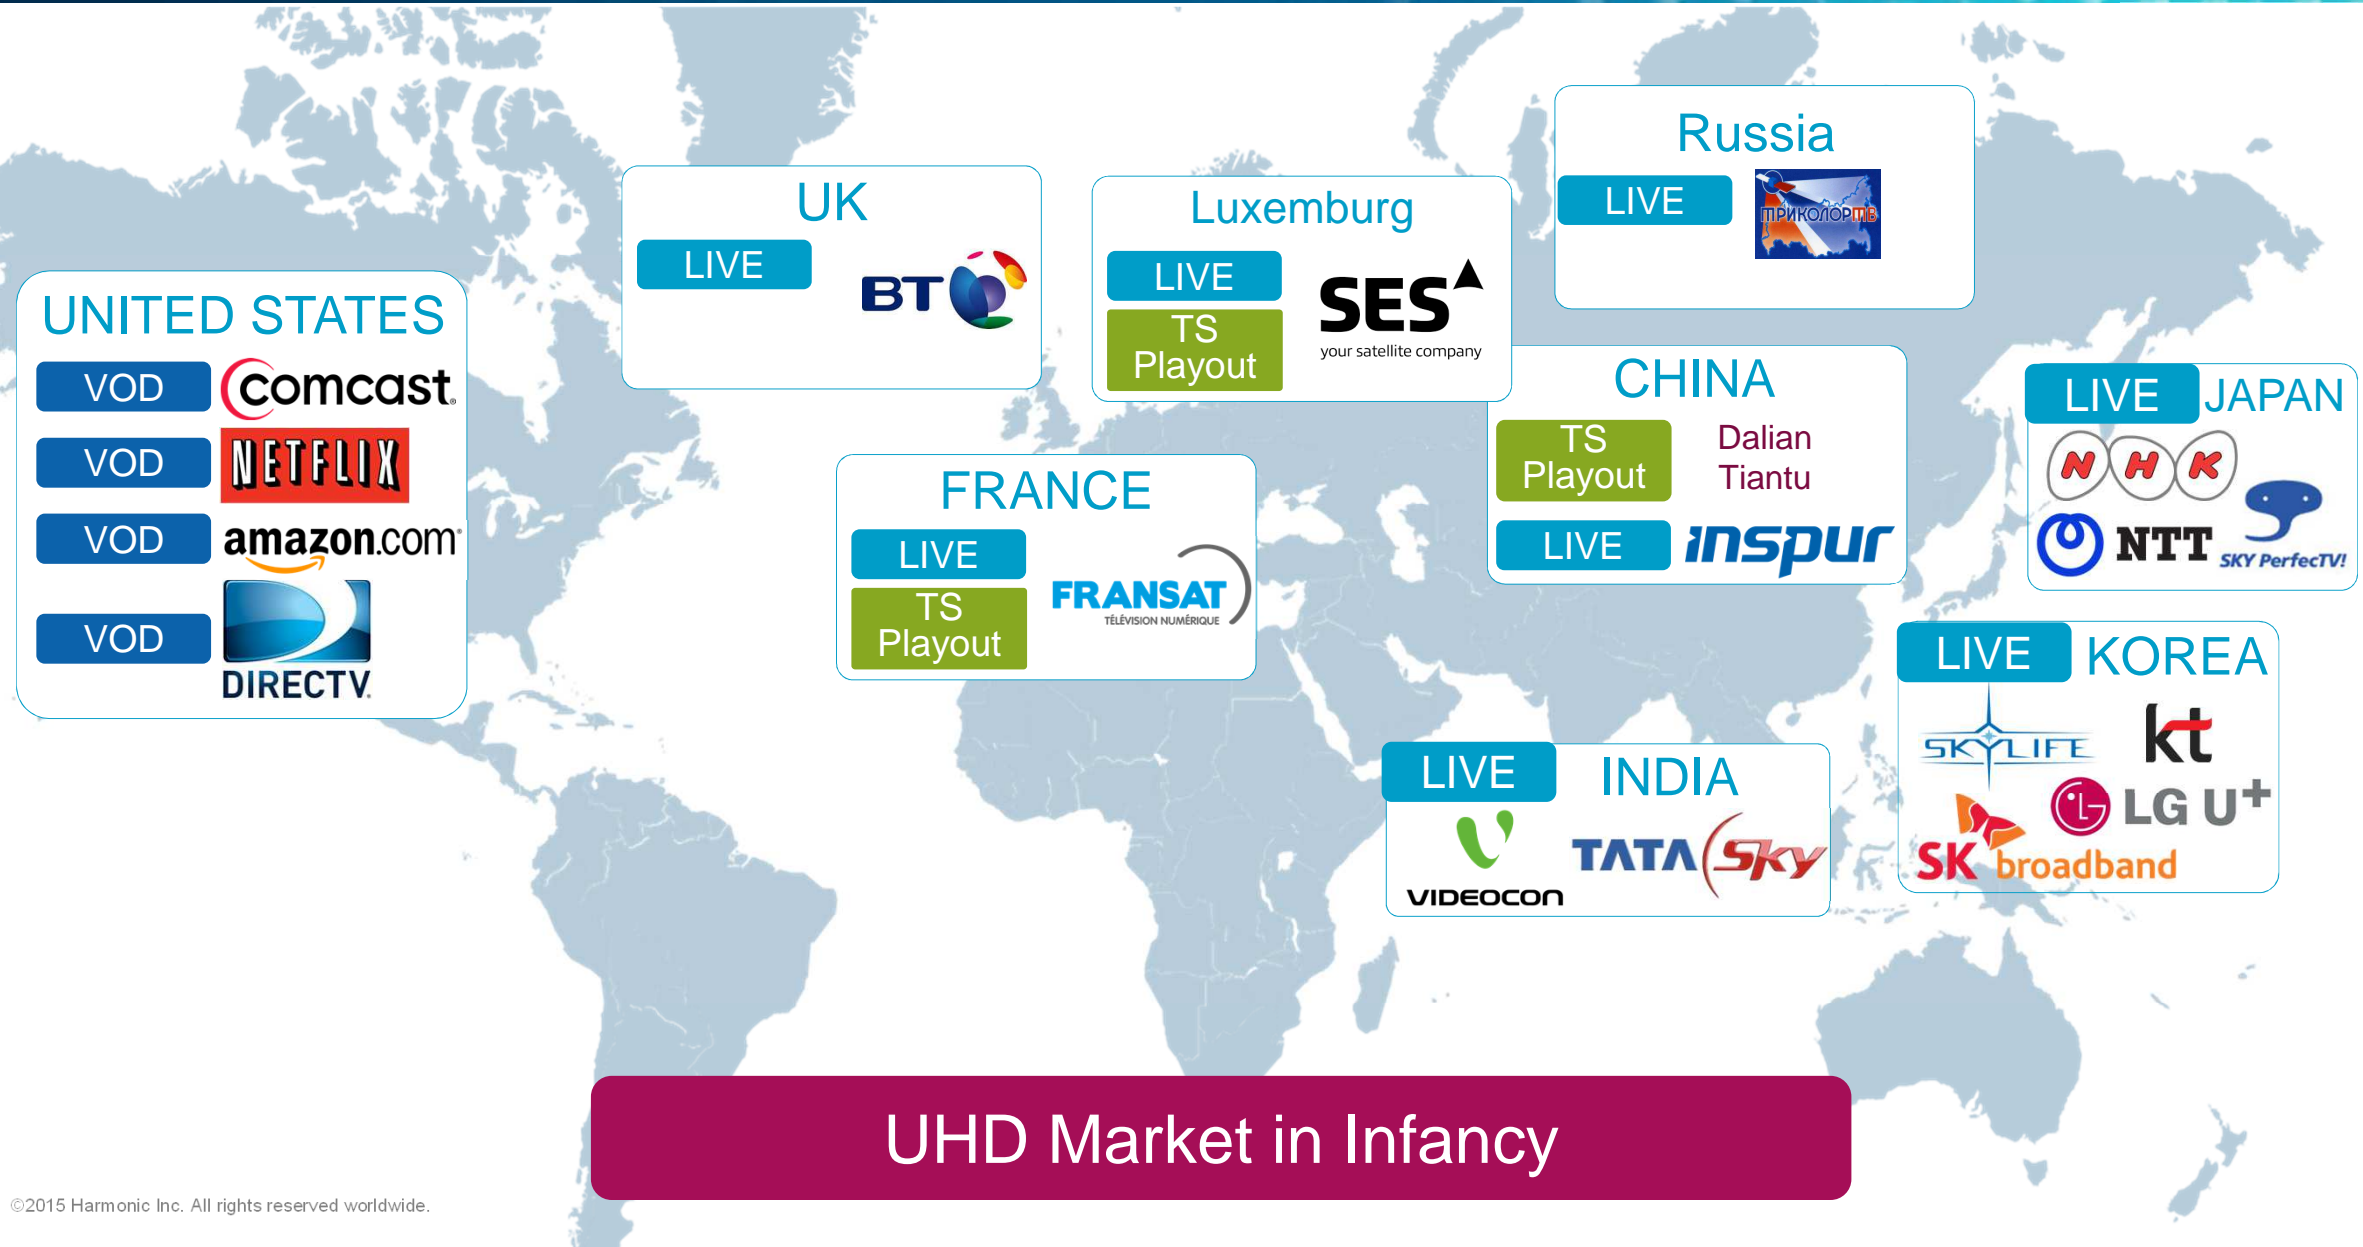 UNITED STATES
VOD
comcast.
VOD
NETFLIX
VOD
amazon.com
VOD
DIRECTV
UK
LIVE
BT
Luxemburg
LIVE
TS
Playout
SES
your satellite company
Russia
LIVE
ТРИКОЛОРТВ
FRANCE
LIVE
TS
Playout
FRANSAT
TÉLÉVISION NUMÉRIQUE
CHINA
TS
Playout
Dalian
Tiantu
LIVE
inspur
LIVE
JAPAN
NHK
NTT
SKY PerfecTV!
LIVE
KOREA
SKYLIFE
kt
LG U+
SK broadband
LIVE
INDIA
VIDEOCON
TATA Sky
UHD Market in Infancy
©2015 Harmonic Inc. All rights reserved worldwide.